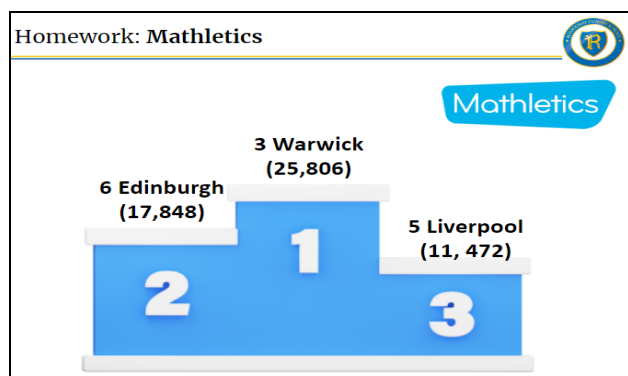 Homework: Mathletics
Mathletics
3 Warwick
(25,806)
6 Edinburgh
(17,848)
5 Liverpool
(11, 472)
1
2
3